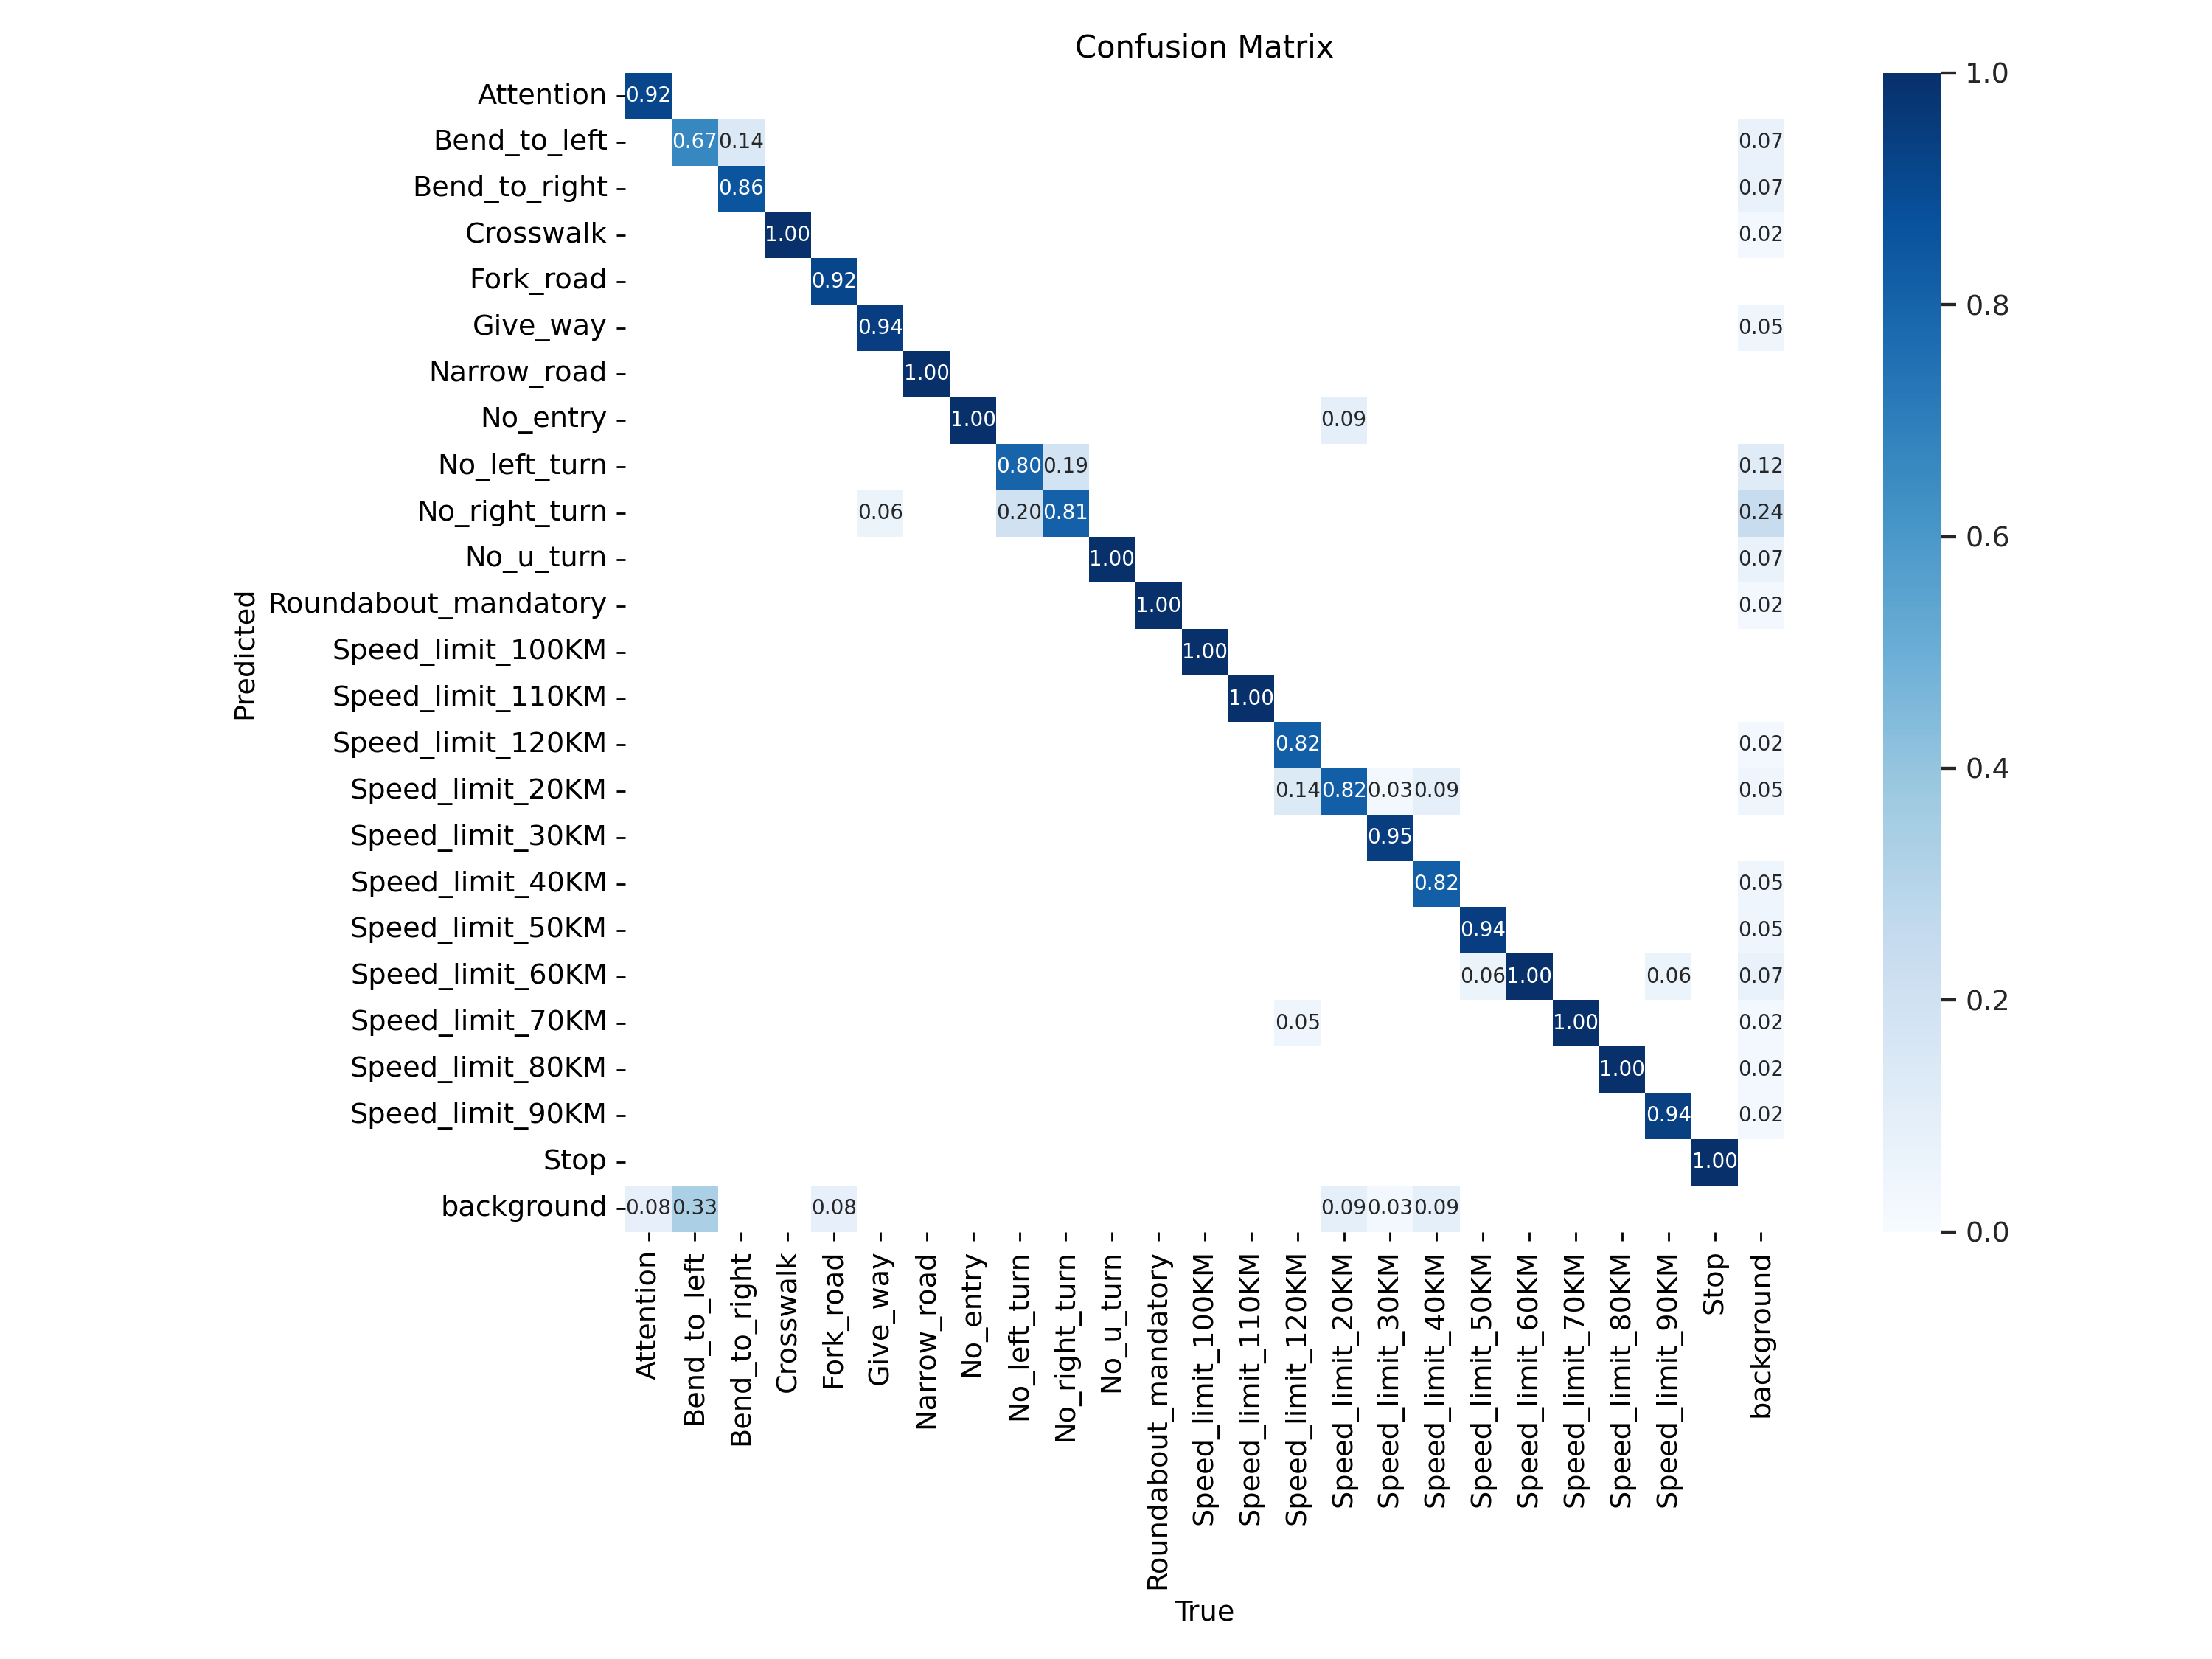 Confusion Matrix
Predicted
Attention 0.92
Bend_to_left 0.67 0.14 0.07
Bend_to_right 0.86 0.07
Crosswalk 1.00 0.02
Fork_road 0.92
Give_way 0.94 0.05
Narrow_road 1.00
No_entry 1.00 0.09
No_left_turn 0.80 0.19 0.12
No_right_turn 0.06 0.20 0.81 0.24
No_u_turn 1.00 0.07
Roundabout_mandatory 1.00 0.02
Speed_limit_100KM 1.00
Speed_limit_110KM 1.00
Speed_limit_120KM 0.82 0.02
Speed_limit_20KM 0.14 0.82 0.03 0.09 0.05
Speed_limit_30KM 0.95
Speed_limit_40KM 0.82 0.05
Speed_limit_50KM 0.94 0.05
Speed_limit_60KM 0.06 1.00 0.06 0.07
Speed_limit_70KM 0.05 1.00 0.02
Speed_limit_80KM 1.00 0.02
Speed_limit_90KM 0.94 0.02
Stop 1.00
background 0.08 0.33 0.08 0.09 0.03 0.09
Attention
Bend_to_left
Bend_to_right
Crosswalk
Fork_road
Give_way
Narrow_road
No_entry
No_left_turn
No_right_turn
No_u_turn
Roundabout_mandatory
Speed_limit_100KM
Speed_limit_110KM
Speed_limit_120KM
Speed_limit_20KM
Speed_limit_30KM
Speed_limit_40KM
Speed_limit_50KM
Speed_limit_60KM
Speed_limit_70KM
Speed_limit_80KM
Speed_limit_90KM
Stop
background
True
1.0
0.8
0.6
0.4
0.2
0.0